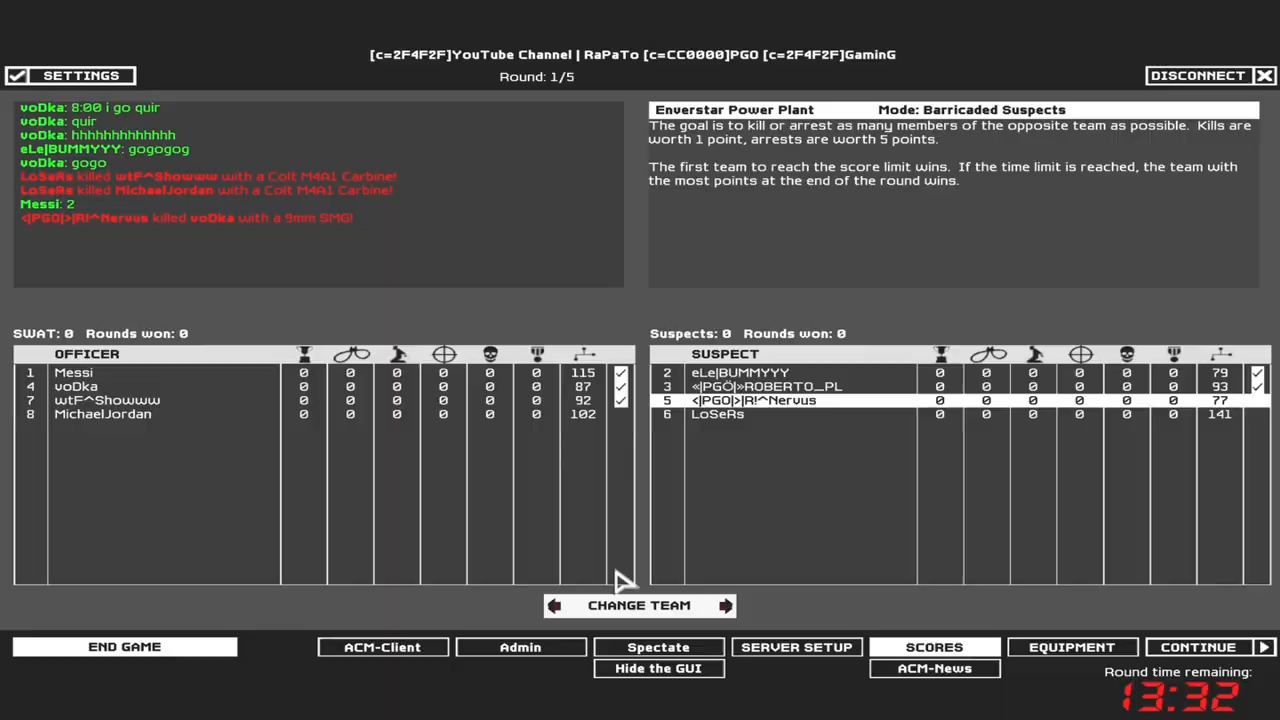 [c=2F4F2F]YouTube Channel | RaPaTo [c=CC0000]PGO [c=2F4F2F]GaminG
SETTINGS
Round: 1/5
DISCONNECT
voDka: 8:00 i go quir
voDka: quir
voDka: hhhhhhhhhhhhh
eLe|BUMMYYY: gogogog
voDka: gogo
LoSeRs killed wtF^Showww with a Colt M4A1 Carbine!
LoSeRs killed MichaelJordan with a Colt M4A1 Carbine!
Messi: 2
<|PGO|>|R!^Nervus killed voDka with a 9mm SMG!
Enverstar Power Plant Mode: Barricaded Suspects
The goal is to kill or arrest as many members of the opposite team as possible. Kills are
worth 1 point, arrests are worth 5 points.
The first team to reach the score limit wins. If the time limit is reached, the team with
the most points at the end of the round wins.
SWAT: 0 Rounds won: 0
OFFICER
1 Messi 0 0 0 0 0 0 115
4 voDka 0 0 0 0 0 0 87
7 wtF^Showww 0 0 0 0 0 0 92
8 MichaelJordan 0 0 0 0 0 0 102
Suspects: 0 Rounds won: 0
SUSPECT
2 eLe|BUMMYYY 0 0 0 0 0 0 79
3 «|PGÖ|»ROBERTO_PL 0 0 0 0 0 0 93
5 <|PGO|>|R!^Nervus 0 0 0 0 0 0 77
6 LoSeRs 0 0 0 0 0 0 141
CHANGE TEAM
END GAME
ACM-Client
Admin
Spectate
SERVER SETUP
SCORES
EQUIPMENT
CONTINUE
Hide the GUI
ACM-News
Round time remaining:
13:32